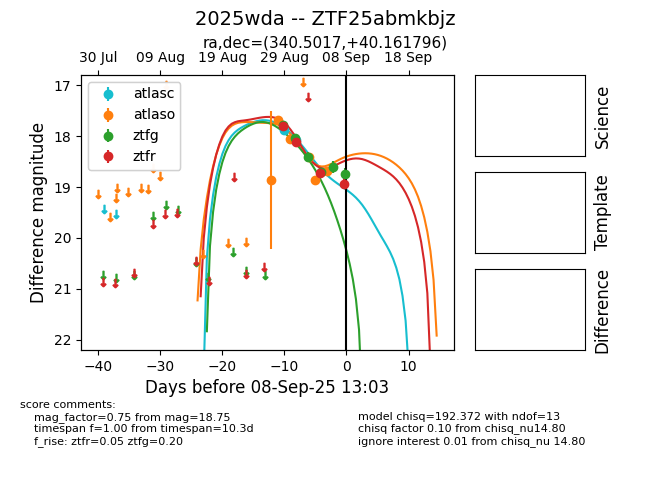 2025wda -- ZTF25abmkbjz
ra,dec=(340.5017,+40.161796)
30 Jul 09 Aug 19 Aug 29 Aug 08 Sep 18 Sep
17
18
19
20
21
22
Difference magnitude
atlasc
atlaso
ztfg
ztfr
−40 −30 −20 −10 0 10
Days before 08-Sep-25 13:03
Science
Template
Difference
score comments:
mag_factor=0.75 from mag=18.75
timespan f=1.00 from timespan=10.3d
f_rise: ztfr=0.05 ztfg=0.20
model chisq=192.372 with ndof=13
chisq factor 0.10 from chisq_nu14.80
ignore interest 0.01 from chisq_nu 14.80